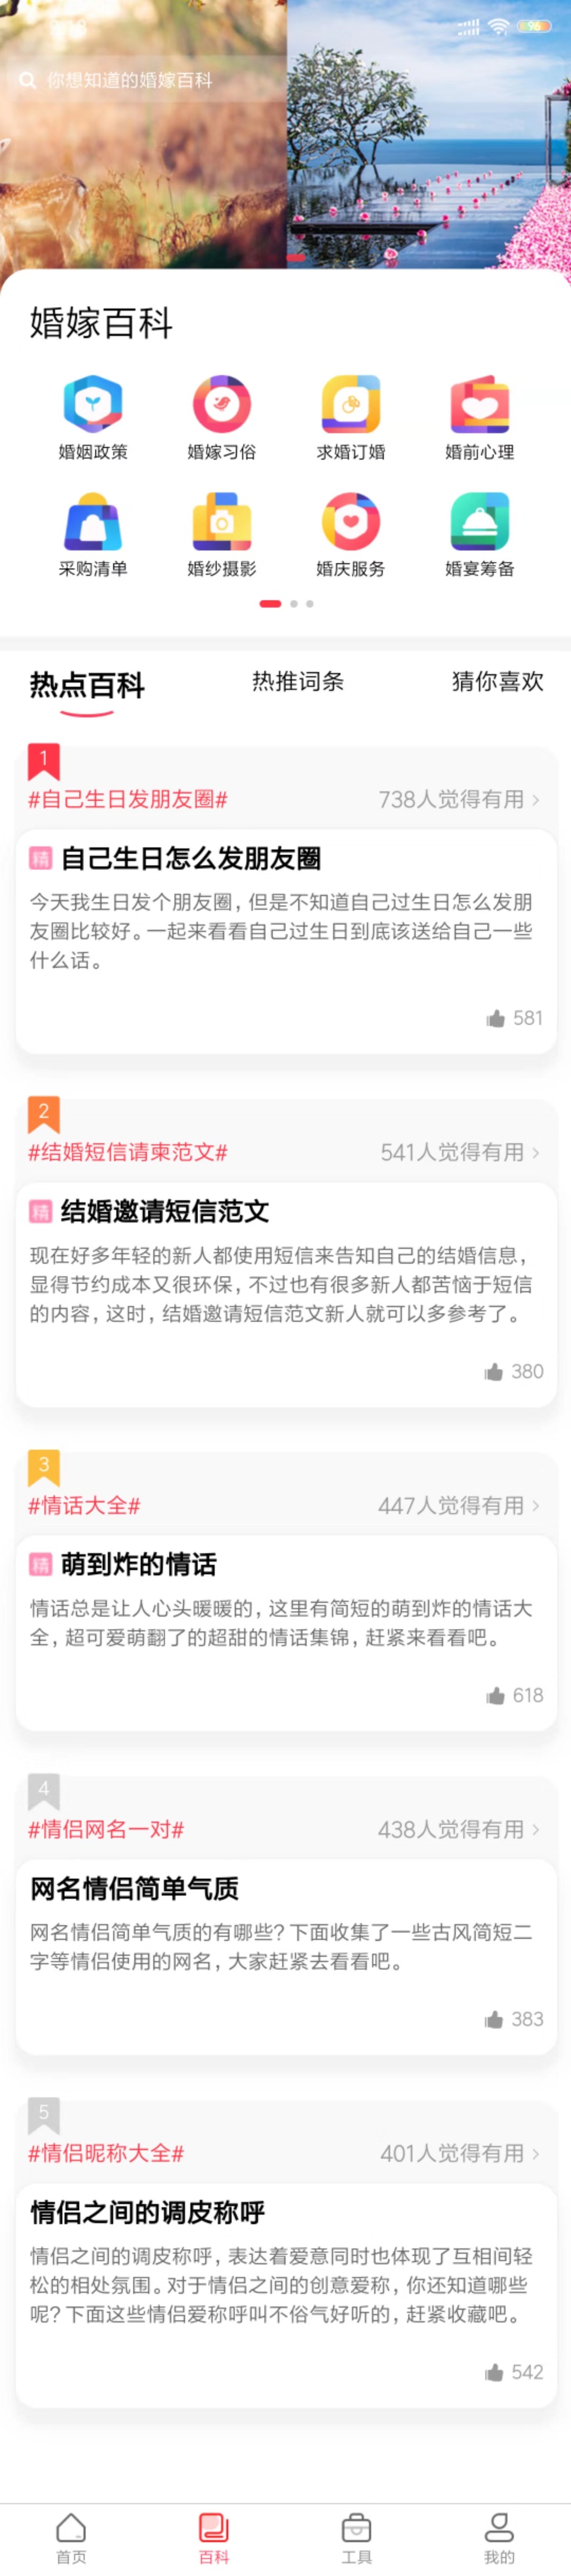 96
你想知道的婚嫁百科
婚嫁百科
婚姻政策 婚嫁习俗 求婚订婚 婚前心理
采购清单 婚纱摄影 婚庆服务 婚宴筹备
热点百科 热推词条 猜你喜欢
1
#自己生日发朋友圈# 738人觉得有用
精 自己生日怎么发朋友圈
今天我生日发个朋友圈，但是不知道自己过生日怎么发朋
友圈比较好。一起来看看自己过生日到底该送给自己一些
什么话。
581
2
#结婚短信请柬范文# 541人觉得有用
精 结婚邀请短信范文
现在好多年轻的新人都使用短信来告知自己的结婚信息，
显得节约成本又很环保，不过也有很多新人都苦恼于短信
的内容，这时，结婚邀请短信范文新人就可以多参考了。
380
3
#情话大全# 447人觉得有用
精 萌到炸的情话
情话总是让人心头暖暖的，这里有简短的萌到炸的情话大
全，超可爱萌翻了的超甜的情话集锦，赶紧来看看吧。
618
4
#情侣网名一对# 438人觉得有用
网名情侣简单气质
网名情侣简单气质的有哪些？下面收集了一些古风简短二
字等情侣使用的网名，大家赶紧去看看吧。
383
5
#情侣昵称大全# 401人觉得有用
情侣之间的调皮称呼
情侣之间的调皮称呼，表达着爱意同时也体现了互相间轻
松的相处氛围。对于情侣之间的创意爱称，你还知道哪些
呢？下面这些情侣爱称呼叫不俗气好听的，赶紧收藏吧。
542
首页 百科 工具 我的